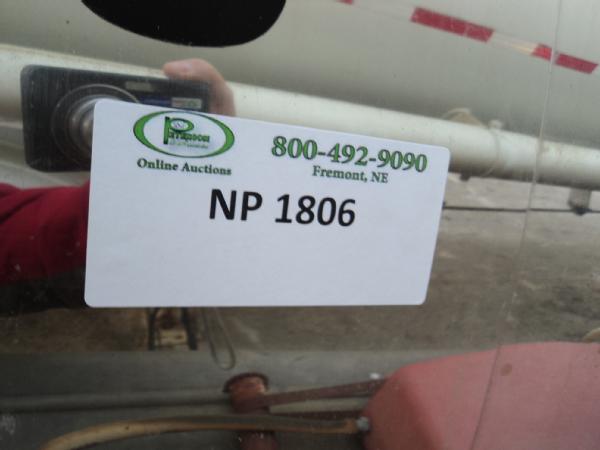 800-492-9090
Online Auctions
Fremont, NE
NP 1806